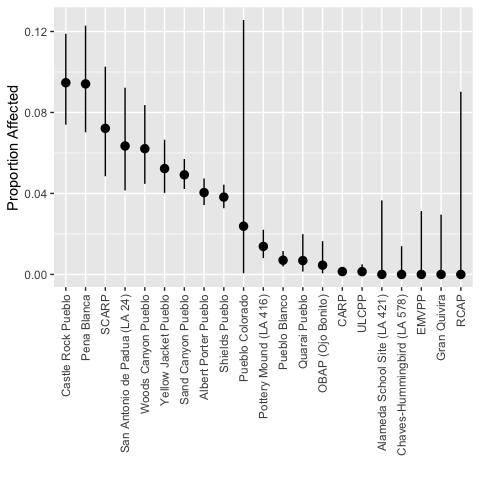 Proportion Affected
0.12
0.08
0.04
0.00
Castle Rock Pueblo
Pena Blanca
SCARP
San Antonio de Padua (LA 24)
Woods Canyon Pueblo
Yellow Jacket Pueblo
Sand Canyon Pueblo
Albert Porter Pueblo
Shields Pueblo
Pueblo Colorado
Pottery Mound (LA 416)
Pueblo Blanco
Quarai Pueblo
OBAP (Ojo Bonito)
CARP
ULCPP
Alameda School Site (LA 421)
Chaves-Hummingbird (LA 578)
EMVPP
Gran Quivira
RCAP